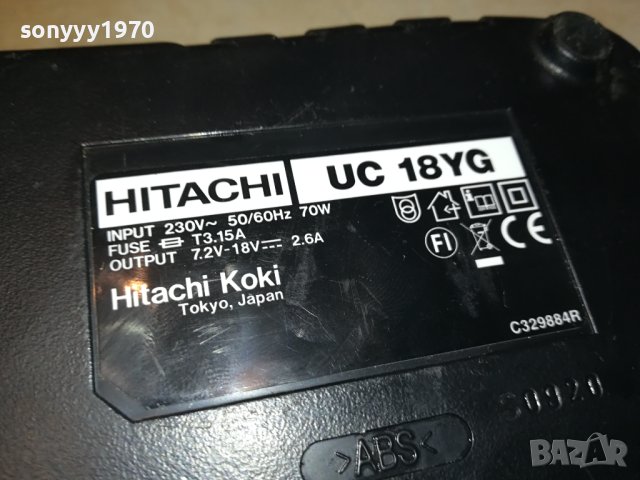 sonyyy1970
HITACHI UC 18YG
INPUT 230V~ 50/60Hz 70W
FUSE T3.15A
OUTPUT 7.2V-18V⎓ 2.6A
FI CE
Hitachi Koki
Tokyo, Japan
C329884R
>ABS<
BAZAR